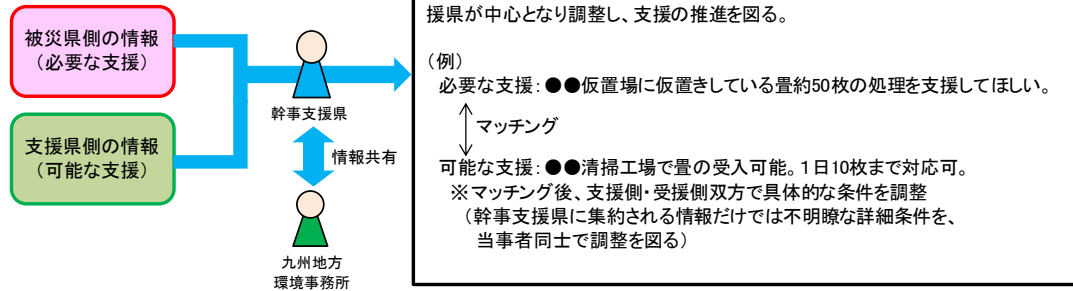 被災県側の情報
（必要な支援）
支援県側の情報
（可能な支援）
幹事支援県
情報共有
九州地方
環境事務所
援県が中心となり調整し、支援の推進を図る。
（例）
必要な支援：●●仮置場に仮置きしている畳約50枚の処理を支援してほしい。
マッチング
可能な支援：●●清掃工場で畳の受入可能。1日10枚まで対応可。
※マッチング後、支援側・受援側双方で具体的な条件を調整
（幹事支援県に集約される情報だけでは不明瞭な詳細条件を、
当事者同士で調整を図る）